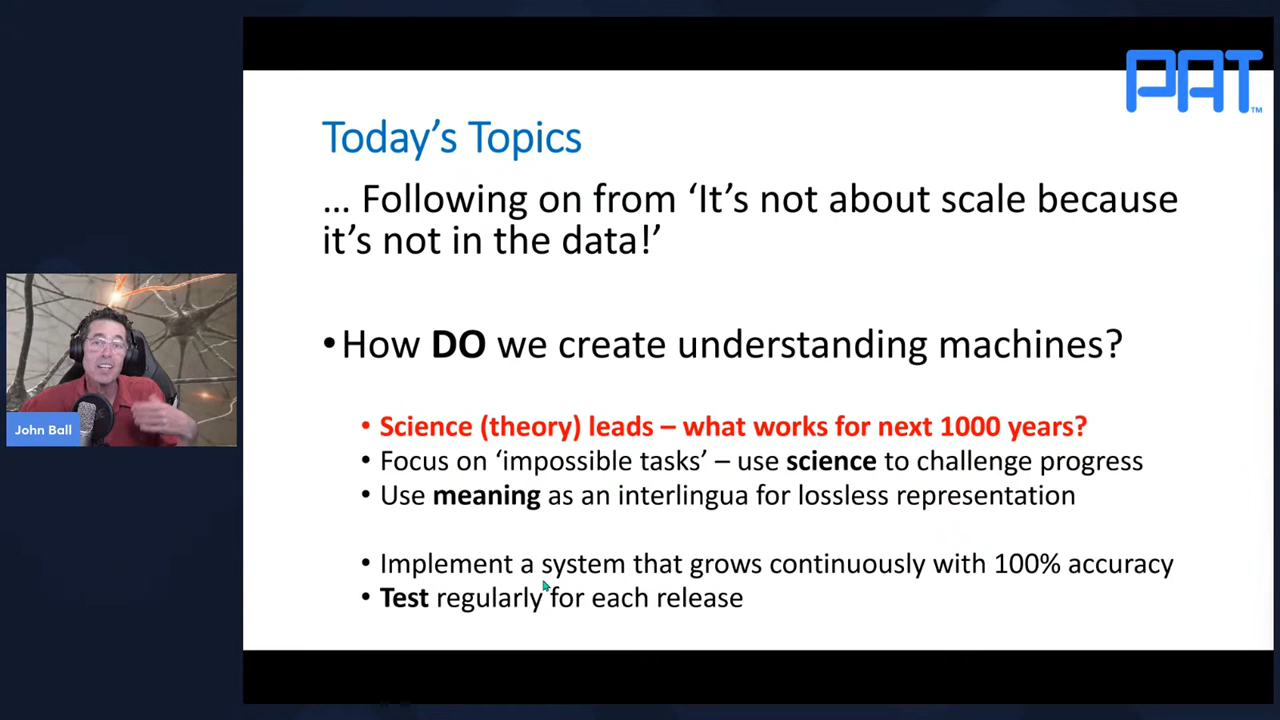 PAT™
Today's Topics
... Following on from ‘It's not about scale because
it's not in the data!’
•How DO we create understanding machines?
• Science (theory) leads – what works for next 1000 years?
• Focus on ‘impossible tasks’ – use science to challenge progress
• Use meaning as an interlingua for lossless representation
• Implement a system that grows continuously with 100% accuracy
• Test regularly for each release
John Ball